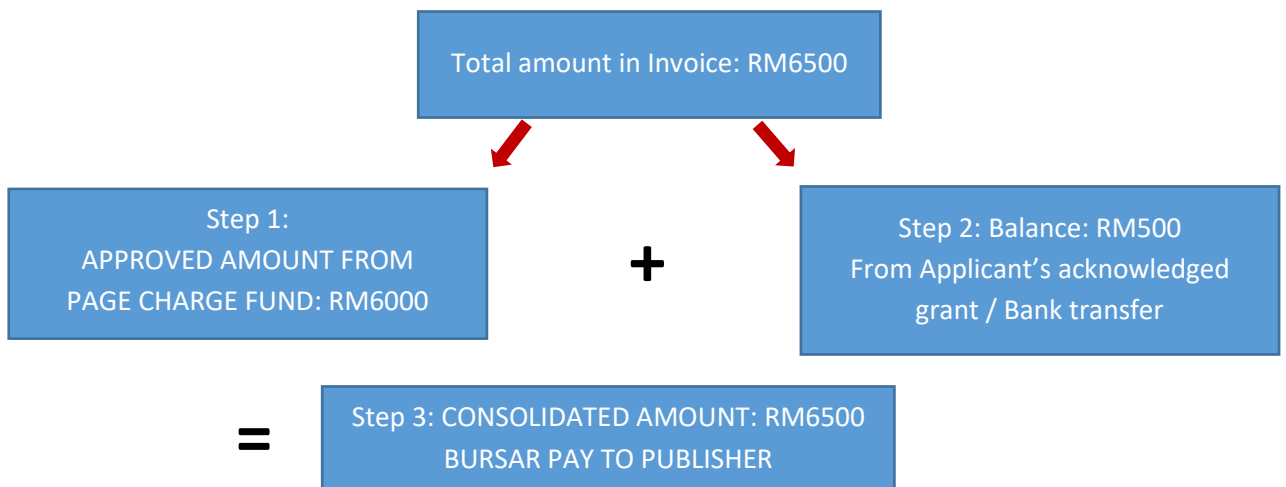 Total amount in Invoice: RM6500
Step 1:
APPROVED AMOUNT FROM
PAGE CHARGE FUND: RM6000
+
Step 2: Balance: RM500
From Applicant’s acknowledged
grant / Bank transfer
=
Step 3: CONSOLIDATED AMOUNT: RM6500
BURSAR PAY TO PUBLISHER